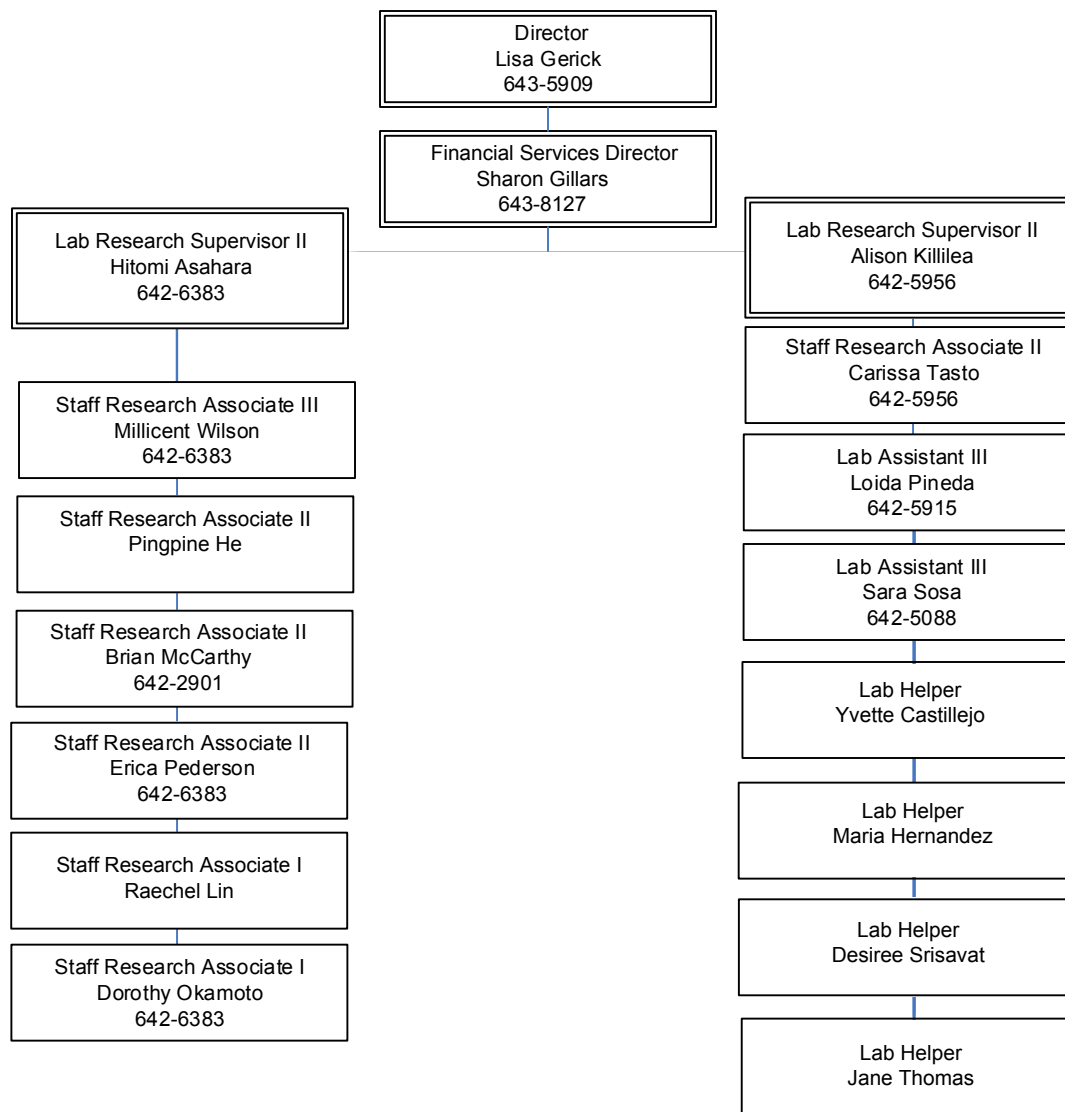 Director
Lisa Gerick
643-5909
Financial Services Director
Sharon Gillars
643-8127
Lab Research Supervisor II
Hitomi Asahara
642-6383
Staff Research Associate III
Millicent Wilson
642-6383
Staff Research Associate II
Pingpine He
Staff Research Associate II
Brian McCarthy
642-2901
Staff Research Associate II
Erica Pederson
642-6383
Staff Research Associate I
Raechel Lin
Staff Research Associate I
Dorothy Okamoto
642-6383
Lab Research Supervisor II
Alison Killilea
642-5956
Staff Research Associate II
Carissa Tasto
642-5956
Lab Assistant III
Loida Pineda
642-5915
Lab Assistant III
Sara Sosa
642-5088
Lab Helper
Yvette Castillejo
Lab Helper
Maria Hernandez
Lab Helper
Desiree Srisavat
Lab Helper
Jane Thomas